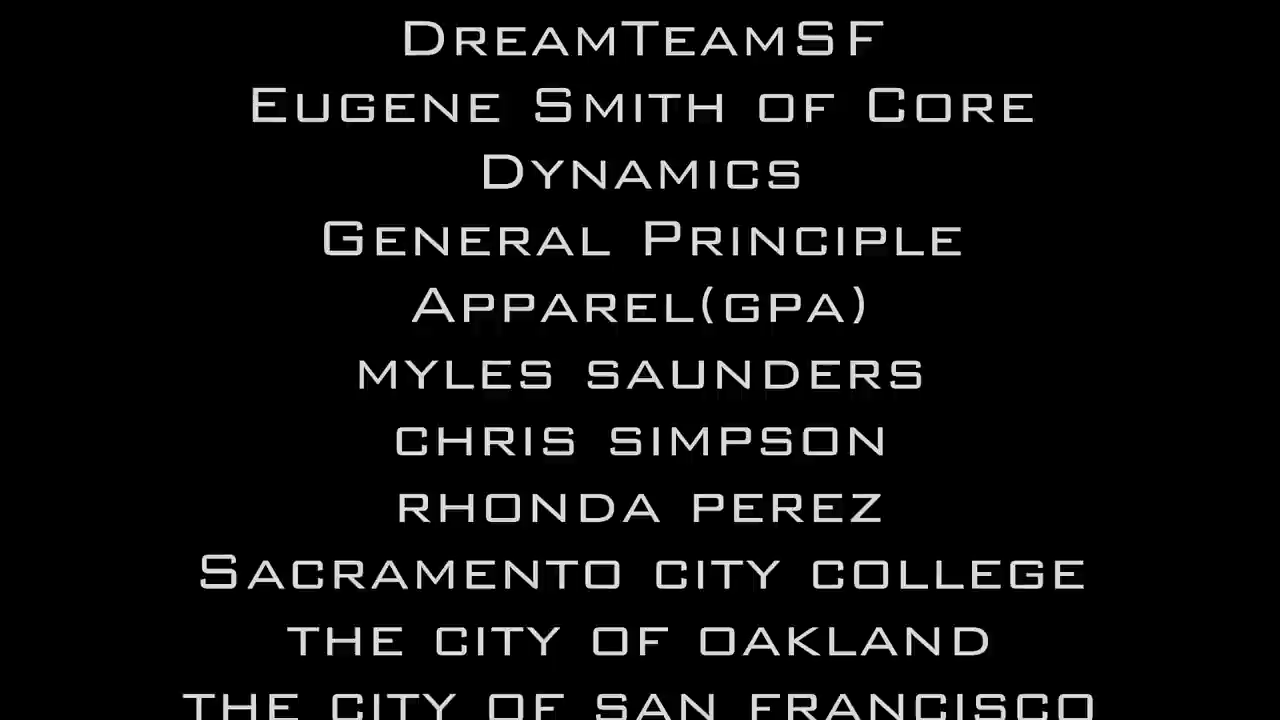 DREAMTEAMSF
EUGENE SMITH OF CORE
DYNAMICS
GENERAL PRINCIPLE
APPAREL(GPA)
MYLES SAUNDERS
CHRIS SIMPSON
RHONDA PEREZ
SACRAMENTO CITY COLLEGE
THE CITY OF OAKLAND
THE CITY OF SAN FRANCISCO